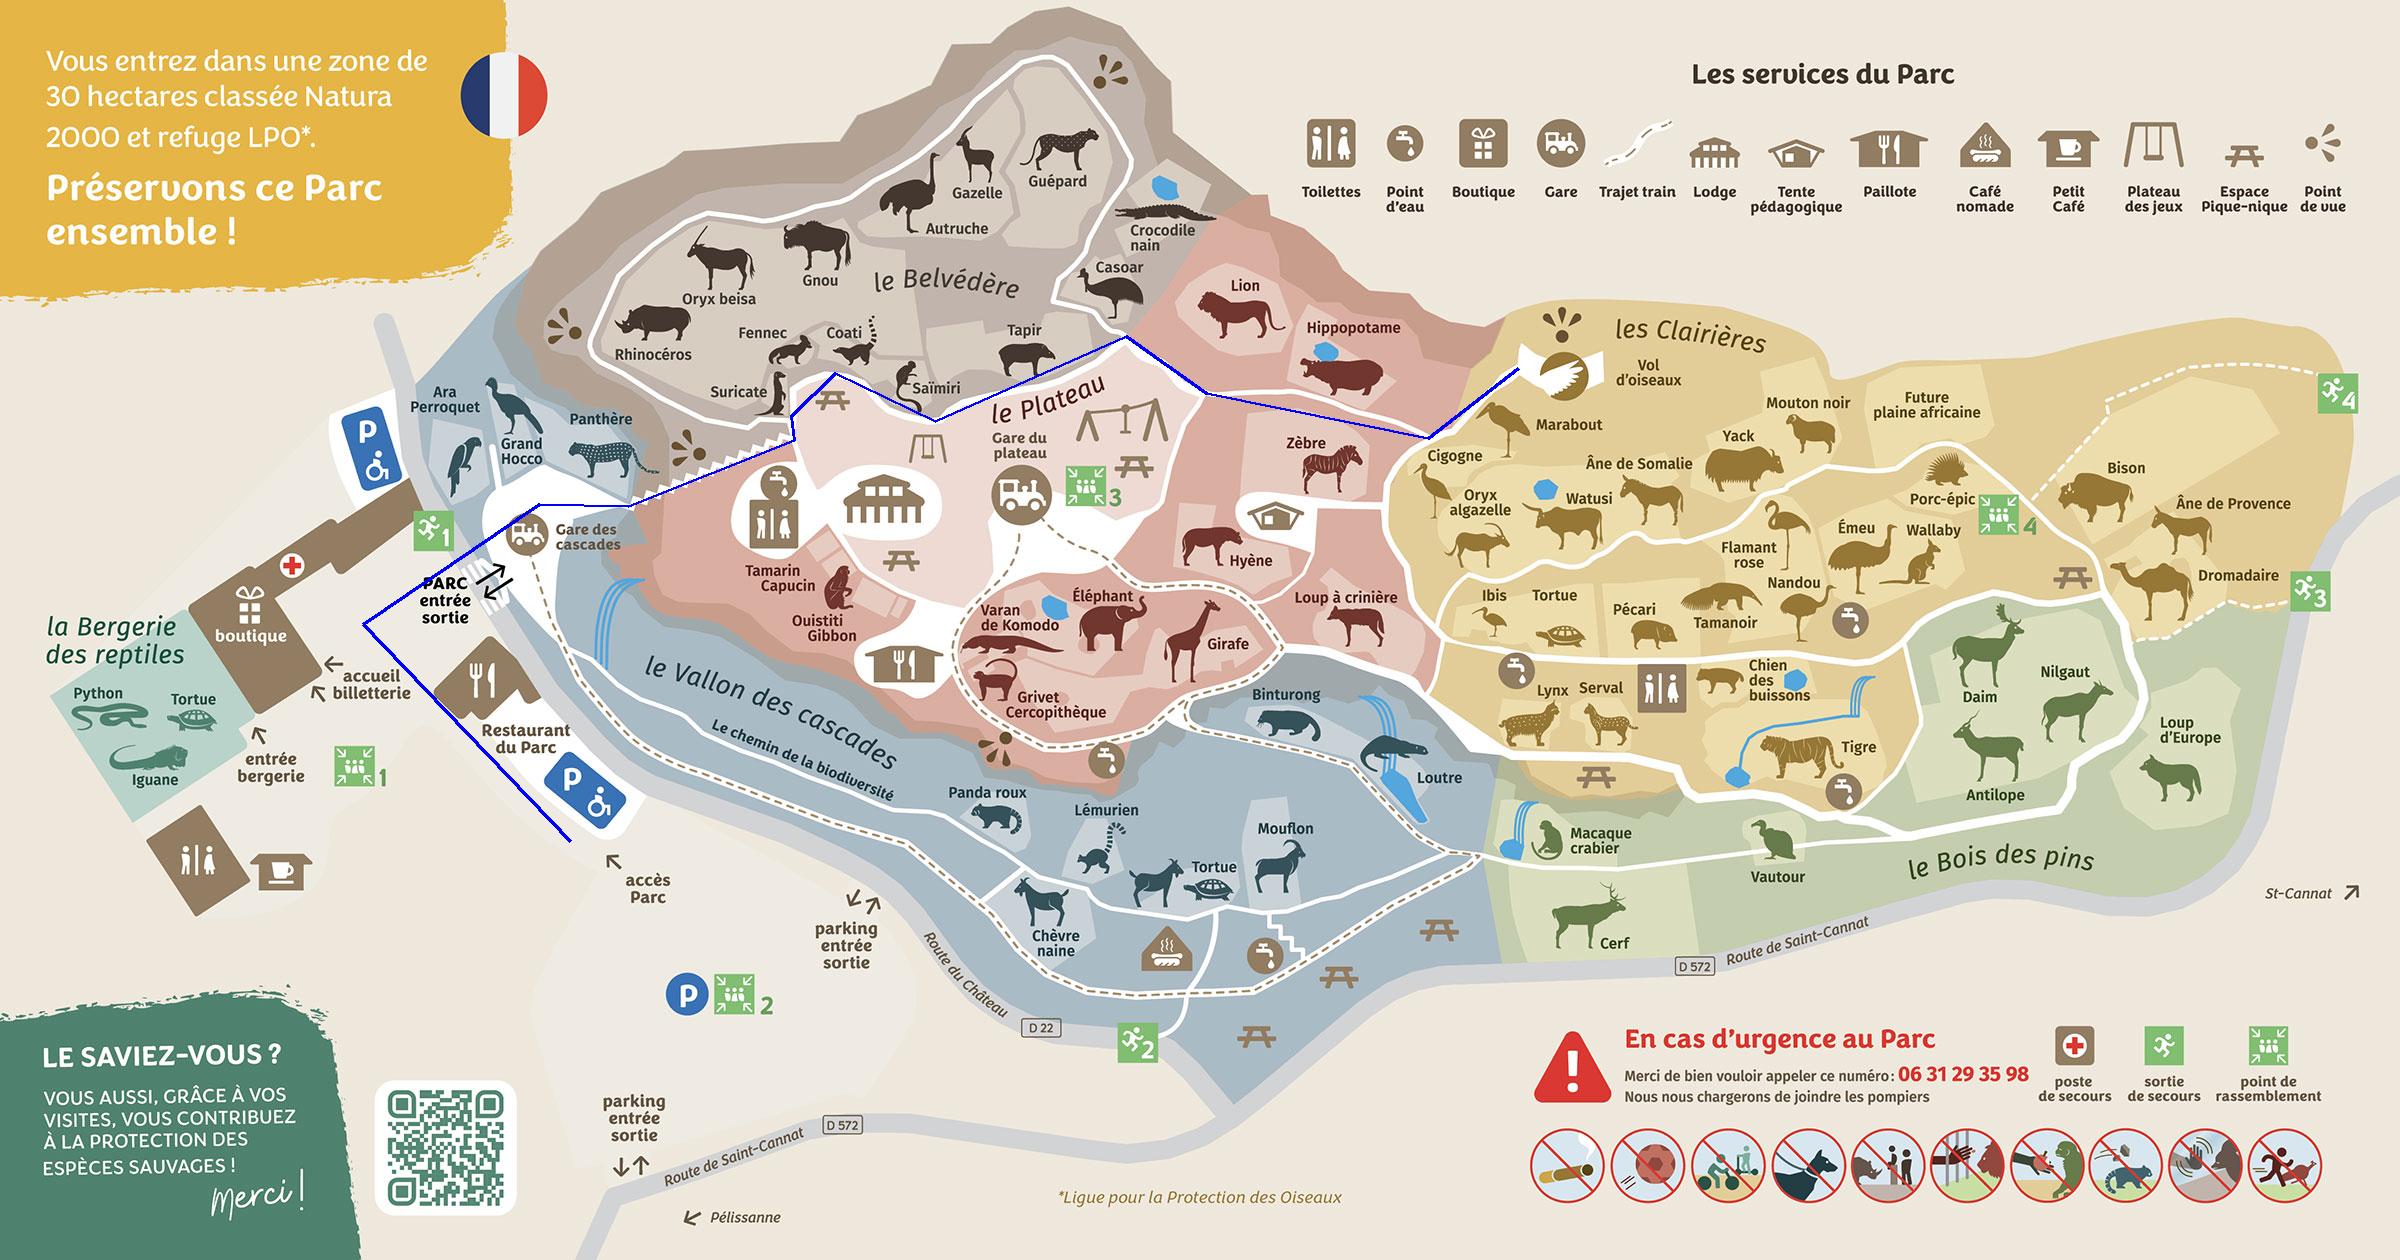 Vous entrez dans une zone de
30 hectares classée Natura
2000 et refuge LPO*.
Préservons ce Parc
ensemble !
Les services du Parc
Toilettes
Point
d'eau
Boutique
Gare
Trajet train
Lodge
Tente
pédagogique
Paillote
Café
nomade
Petit
Café
Plateau
des jeux
Espace
Pique-nique
Point
de vue
le Belvédère
Gazelle
Guépard
Autruche
Crocodile
nain
Casoar
Gnou
Oryx beisa
Rhinocéros
Fennec
Coati
Tapir
Suricate
Saïmiri
le Plateau
Gare du
plateau
3
Lion
Hippopotame
Zèbre
Hyène
Loup à crinière
Tamarin
Capucin
Ouistiti
Gibbon
Varan
de Komodo
Éléphant
Girafe
Grivet
Cercopithèque
les Clairières
Vol
d'oiseaux
Marabout
Cigogne
Oryx
algazelle
Watusi
Âne de Somalie
Yack
Mouton noir
Future
plaine africaine
Porc-épic
4
4
Bison
Âne de Provence
Dromadaire
3
Flamant
rose
Émeu
Wallaby
Nandou
Tamanoir
Ibis
Tortue
Pécari
Lynx
Serval
Chien
des
buissons
Tigre
Daim
Nilgaut
Antilope
Loup
d'Europe
le Bois des pins
Macaque
crabier
Vautour
Cerf
Ara
Perroquet
Grand
Hocco
Panthère
P
1
Gare des
cascades
PARC
entrée
sortie
la Bergerie
des reptiles
boutique
accueil
billetterie
Python
Tortue
Iguane
entrée
bergerie
1
Restaurant
du Parc
P
accès
Parc
le Vallon des cascades
Le chemin de la biodiversité
Binturong
Loutre
Panda roux
Lémurien
Mouflon
Tortue
Chèvre
naine
parking
entrée
sortie
P
2
Route du Château
D 22
2
D 572
Route de Saint-Cannat
St-Cannat
parking
entrée
sortie
Route de Saint-Cannat
D 572
Pélissanne
LE SAVIEZ-VOUS ?
VOUS AUSSI, GRÂCE À VOS
VISITES, VOUS CONTRIBUEZ
À LA PROTECTION DES
ESPÈCES SAUVAGES !
Merci !
*Ligue pour la Protection des Oiseaux
En cas d'urgence au Parc
Merci de bien vouloir appeler ce numéro : 06 31 29 35 98
Nous nous chargerons de joindre les pompiers
poste
de secours
sortie
de secours
point de
rassemblement